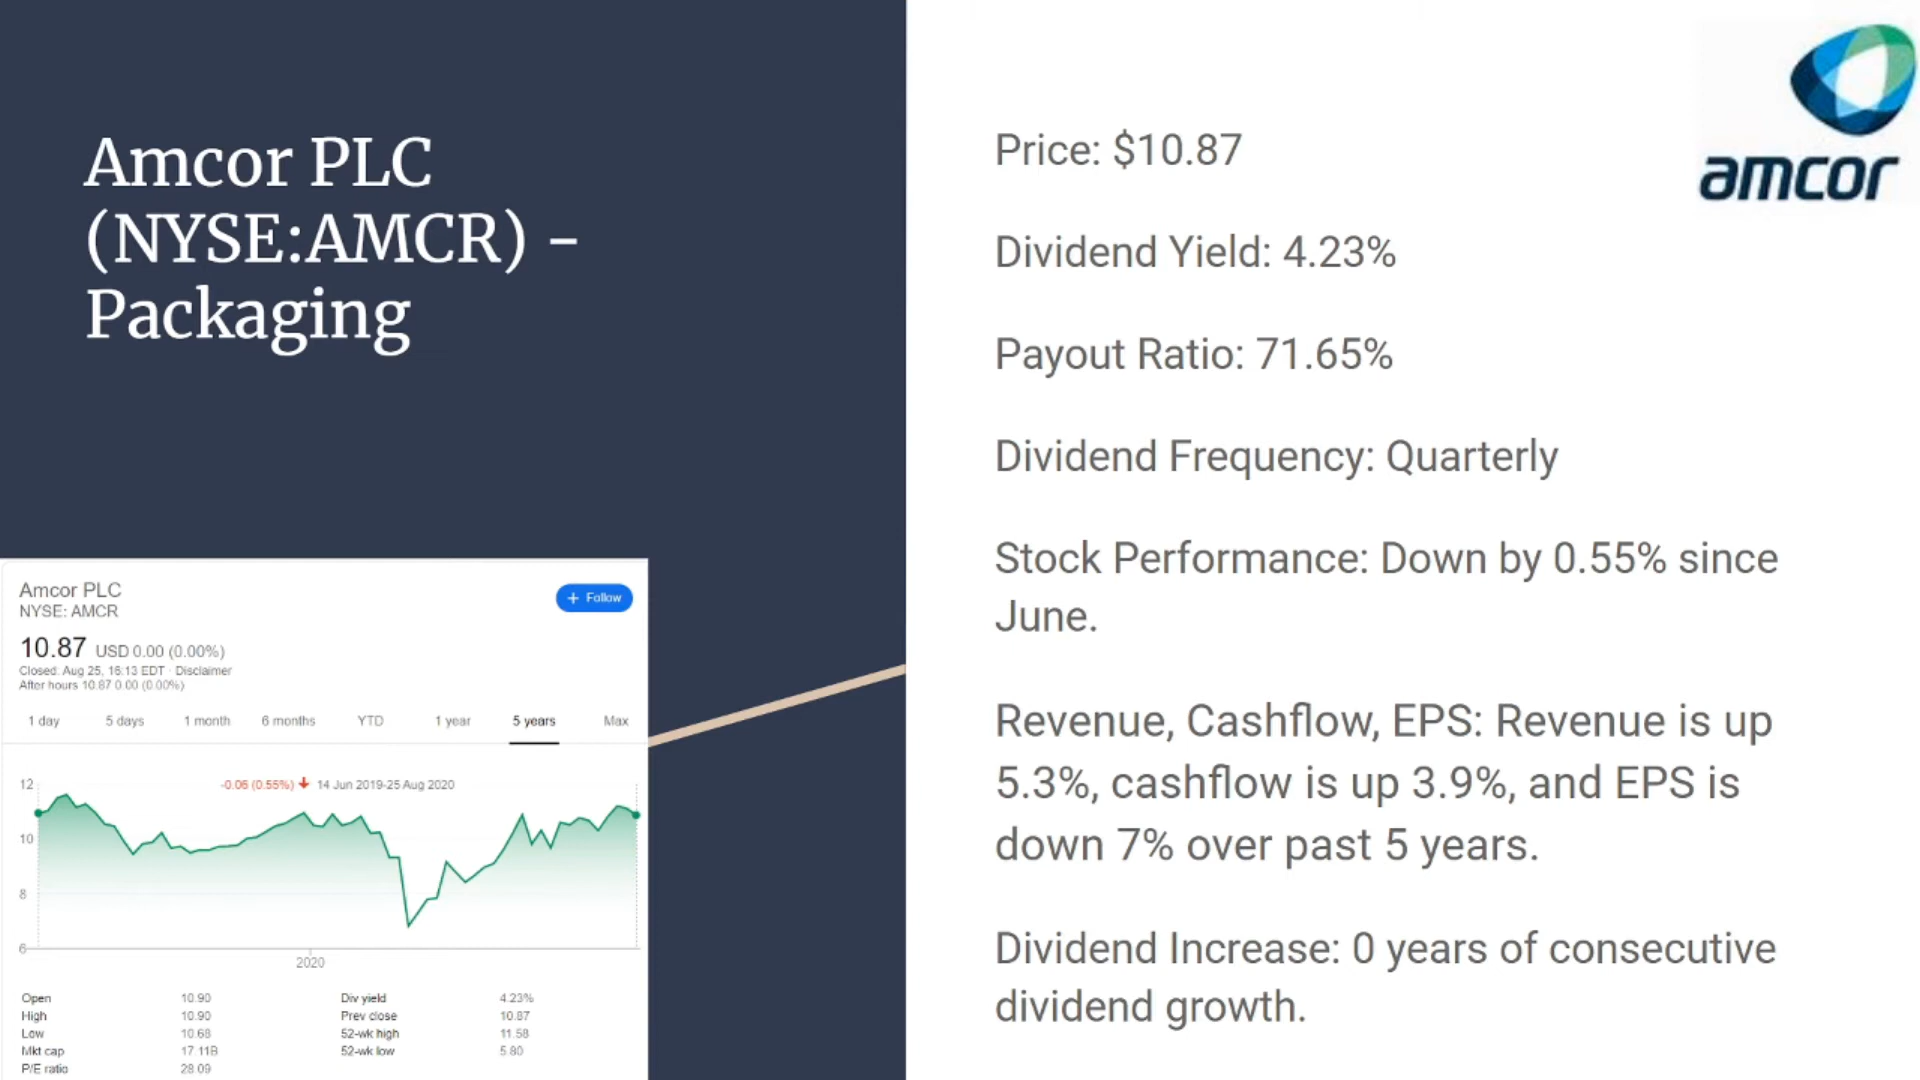 Amcor PLC
(NYSE:AMCR) -
Packaging
amcor
Price: $10.87
Dividend Yield: 4.23%
Payout Ratio: 71.65%
Dividend Frequency: Quarterly
Stock Performance: Down by 0.55% since
June.
Revenue, Cashflow, EPS: Revenue is up
5.3%, cashflow is up 3.9%, and EPS is
down 7% over past 5 years.
Dividend Increase: 0 years of consecutive
dividend growth.
Amcor PLC
NYSE: AMCR
+ Follow
10.87 USD 0.00 (0.00%)
Closed: Aug 25, 16:13 EDT · Disclaimer
After hours 10.87 0.00 (0.00%)
1 day 5 days 1 month 6 months YTD 1 year 5 years Max
-0.06 (0.55%) ↓ 14 Jun 2019-25 Aug 2020
12
10
8
6
2020
Open 10.90 Div yield 4.23%
High 10.90 Prev close 10.87
Low 10.68 52-wk high 11.58
Mkt cap 17.11B 52-wk low 5.80
P/E ratio 28.09